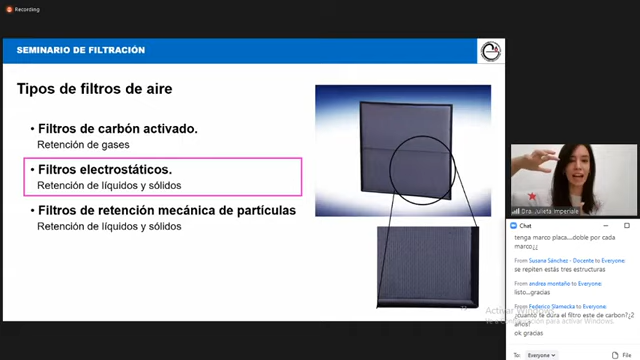 Recording
SEMINARIO DE FILTRACIÓN
Tipos de filtros de aire
• Filtros de carbón activado.
Retención de gases
• Filtros electrostáticos.
Retención de líquidos y sólidos
• Filtros de retención mecánica de partículas
Retención de líquidos y sólidos
Dra. Julieta Imperiale
Chat
tenga marco placa....doble por cada
marco¿¿
From Susana Sánchez - Docente to Everyone:
se repiten estás tres estructuras
From andrea montaño to Everyone:
listo...gracias
From Federico Slamecka to Everyone:
cuanto te dura el filtro este de carbon?¿2
años?
ok gracias
Activar Windows
Ve a Configuración para activar Windows.
To: Everyone
File